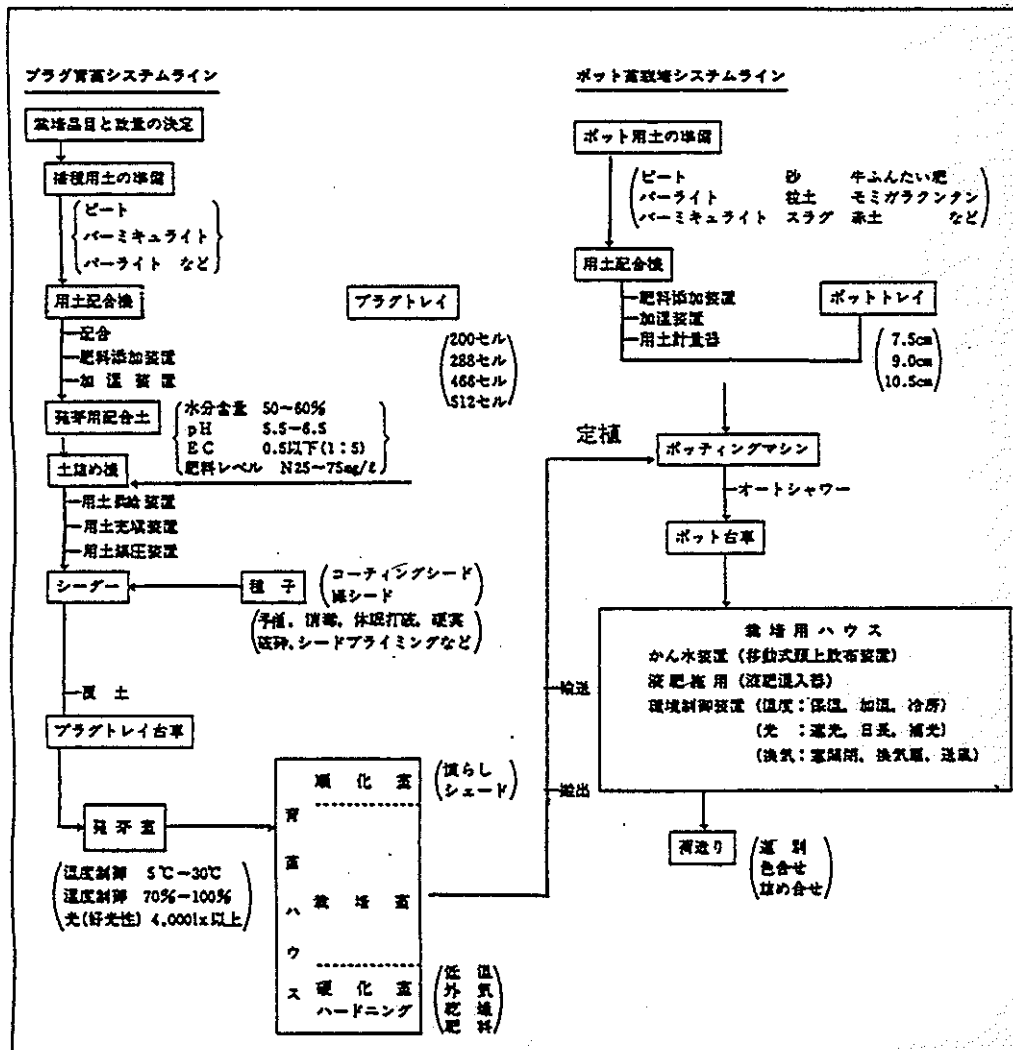 プラグ育苗システムライン
栽培品目と数量の決定
播種用土の準備
ピート
バーミキュライト
パーライト など
用土配合機
配合
肥料添加装置
加湿装置
発芽用配合土
水分含量 50~60%
pH 5.5~6.5
EC 0.5以下(1:5)
肥料レベル N25~75mg/ℓ
プラグトレイ
200セル
288セル
406セル
512セル
土詰め機
用土供給装置
用土充填装置
用土鎮圧装置
シーダー
種子
コーティングシード
裸シード
予措, 消毒, 休眠打破, 硬実
破砕, シードプライミングなど
覆土
プラグトレイ台車
発芽室
温度制御 5℃~30℃
湿度制御 70%~100%
光(好光性) 4,000lx以上
育苗ハウス
順化室
慣らし
シェード
栽培室
硬化室
ハードニング
低温
外気
乾燥
肥料
定植
輸送
搬出
ポット苗栽培システムライン
ポット用土の準備
ピート 砂 牛ふんたい肥
パーライト 粒土 モミガラクンタン
バーミキュライト スラグ 赤土 など
用土配合機
肥料添加装置
加湿装置
用土計量器
ポットトレイ
7.5cm
9.0cm
10.5cm
ポッティングマシン
オートシャワー
ポット台車
栽培用ハウス
かん水装置 (移動式頭上散布装置)
液肥施用 (液肥混入器)
環境制御装置 (温度:保温, 加温, 冷房)
(光 :遮光, 日長, 補光)
(換気:窓開閉, 換気扇, 送風)
荷造り
選別
色合せ
詰め合せ